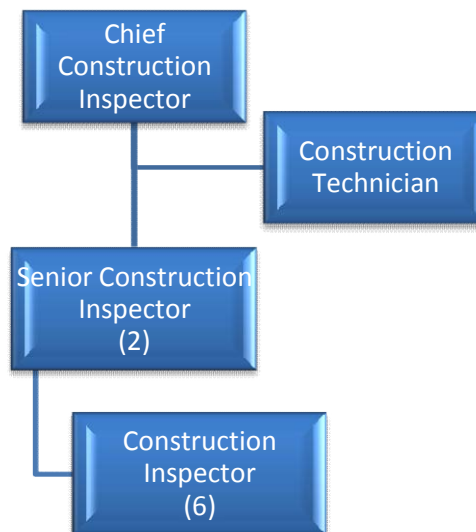 Chief
Construction
Inspector
Construction
Technician
Senior Construction
Inspector
(2)
Construction
Inspector
(6)